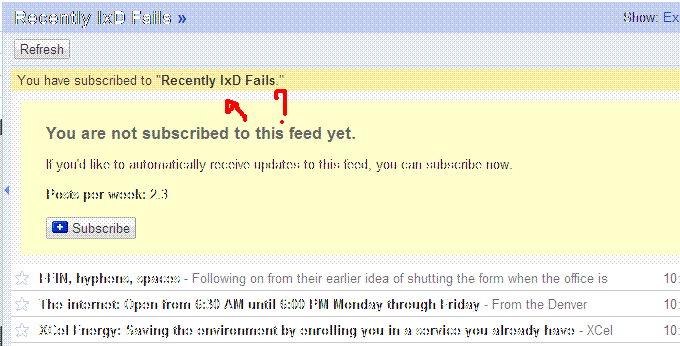 Recently IxD Fails »
Show: Ex
Refresh
You have subscribed to "Recently IxD Fails."
?
You are not subscribed to this feed yet.
If you'd like to automatically receive updates to this feed, you can subscribe now.
Posts per week: 2.3
Subscribe
hyphens, spaces - Following on from their earlier idea of shutting the form when the office is 10:
The internet: Open from 6:30 AM until 6:00 PM Monday through Friday - From the Denver 10:
XCel Energy: Saving the environment by enrolling you in a service you already have - XCel 10: